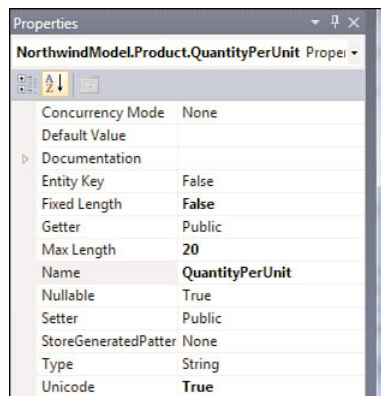 Properties
NorthwindModel.Product.QuantityPerUnit Proper
Concurrency Mode None
Default Value
Documentation
Entity Key False
Fixed Length False
Getter Public
Max Length 20
Name QuantityPerUnit
Nullable True
Setter Public
StoreGeneratedPatter None
Type String
Unicode True